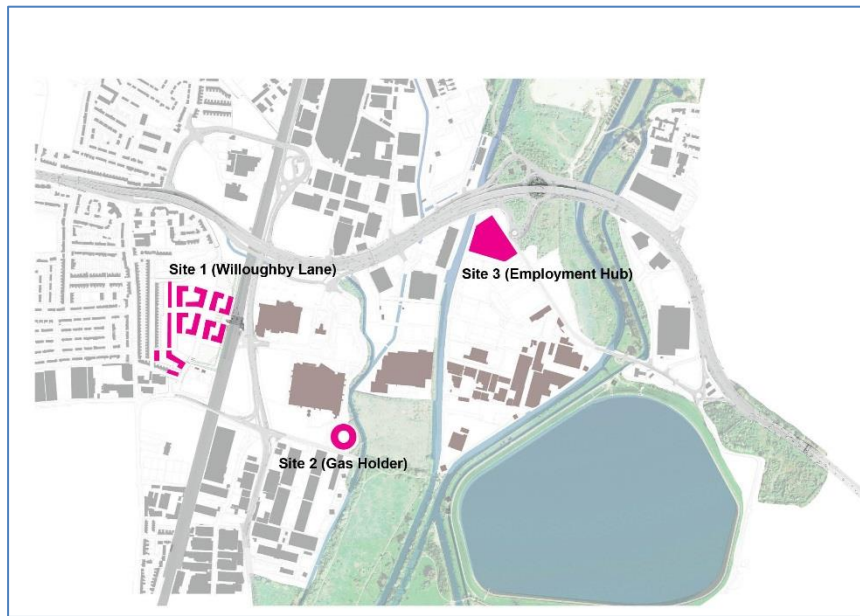 Site 1 (Willoughby Lane)
Site 3 (Employment Hub)
Site 2 (Gas Holder)